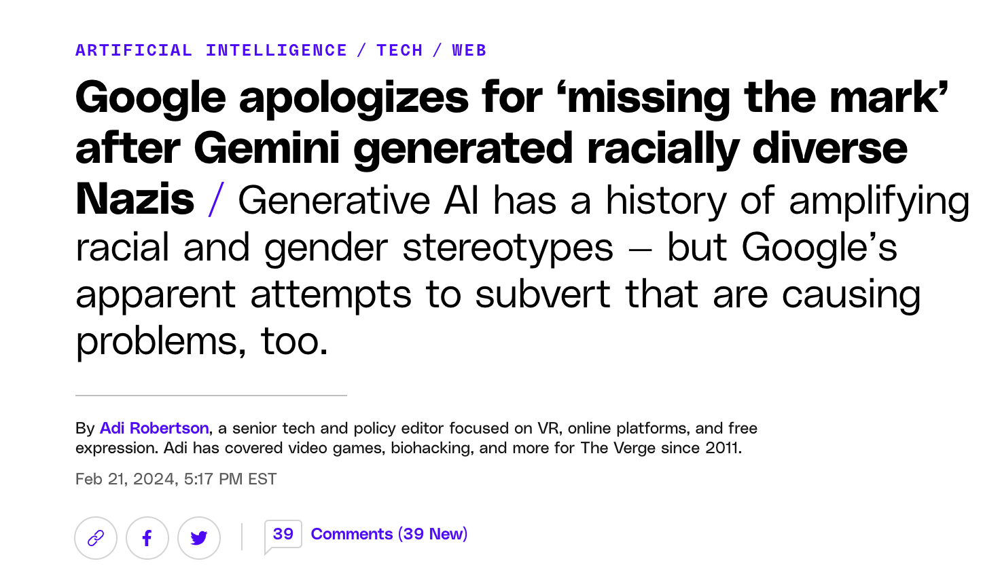 ARTIFICIAL INTELLIGENCE / TECH / WEB
Google apologizes for ‘missing the mark’
after Gemini generated racially diverse
Nazis / Generative AI has a history of amplifying
racial and gender stereotypes — but Google’s
apparent attempts to subvert that are causing
problems, too.
By Adi Robertson, a senior tech and policy editor focused on VR, online platforms, and free
expression. Adi has covered video games, biohacking, and more for The Verge since 2011.
Feb 21, 2024, 5:17 PM EST
39 Comments (39 New)